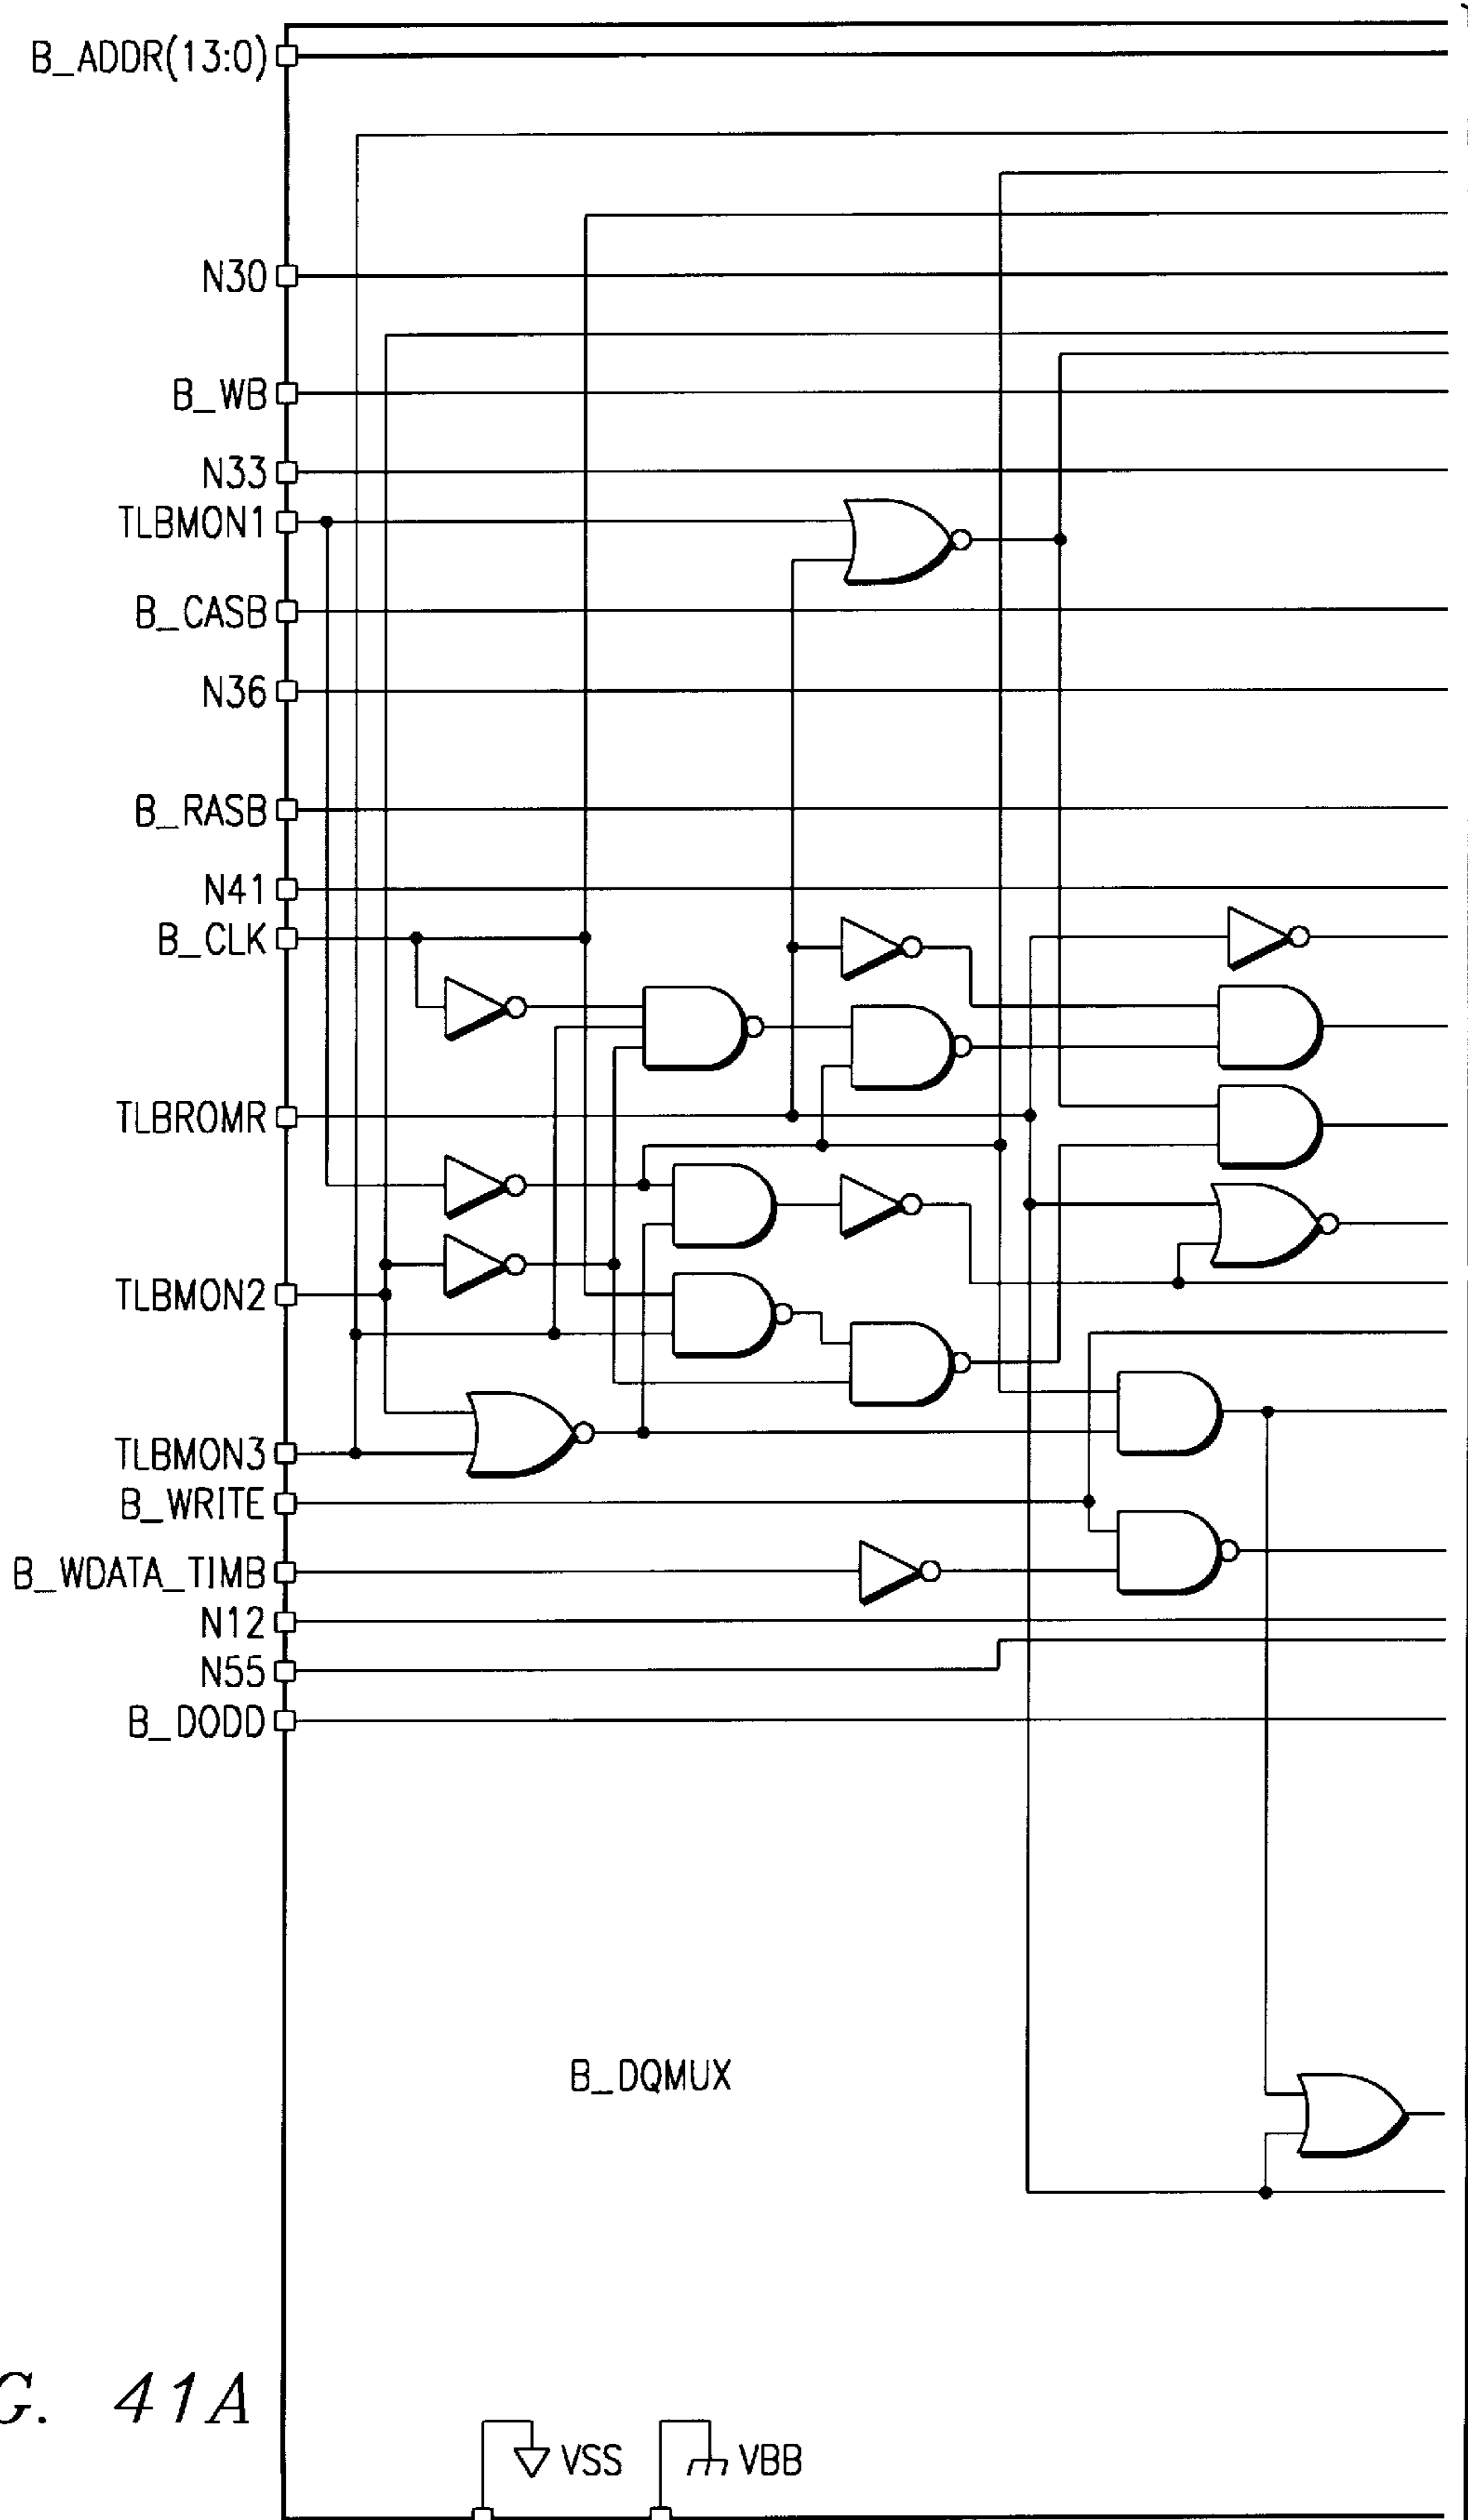 B_ADDR(13:0)
N30
B_WB
N33
TLBMON1
B_CASB
N36
B_RASB
N41
B_CLK
TLBROMR
TLBMON2
TLBMON3
B_WRITE
B_WDATA_TIMB
N12
N55
B_DODD
B_DQMUX
G. 41A
VSS VBB